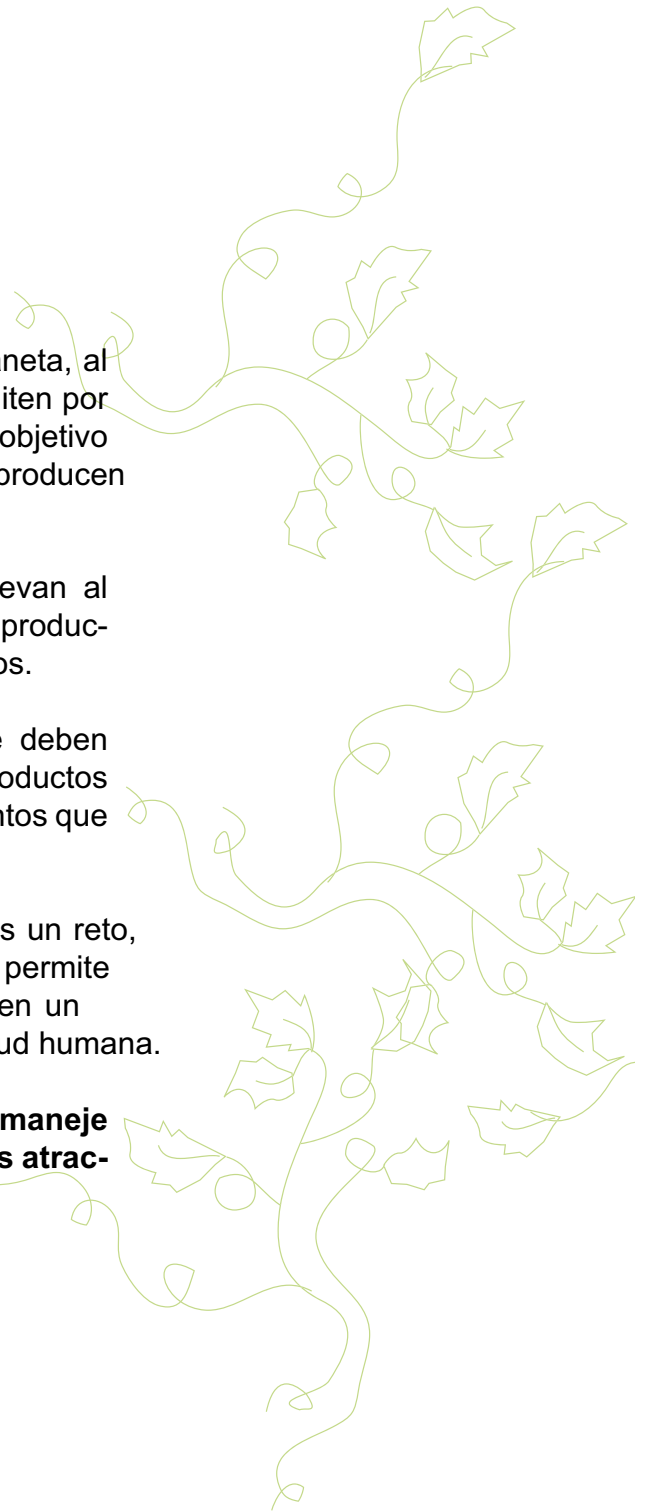 aneta, al
iten por
objetivo
producen
evan al
produc-
os.
e deben
oductos
ntos que
s un reto,
permite
en un
ud humana.
maneje
s atrac-